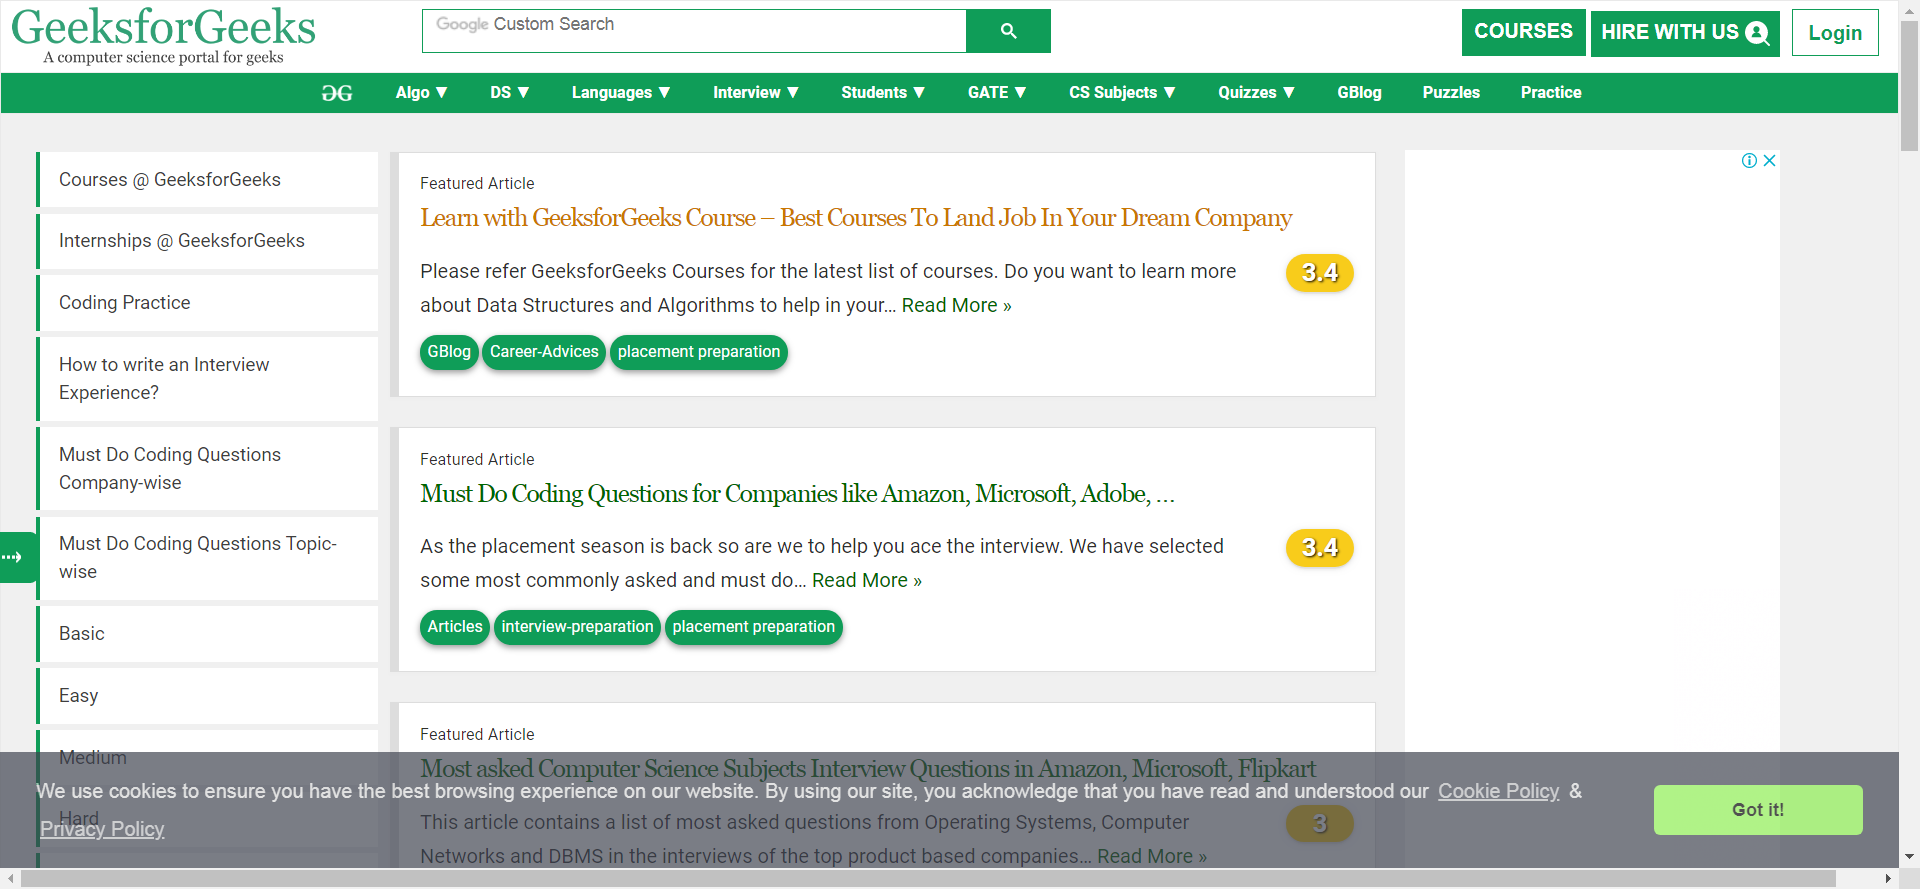 GeeksforGeeks
A computer science portal for geeks
Google Custom Search
COURSES
HIRE WITH US
Login
Algo ▼
DS ▼
Languages ▼
Interview ▼
Students ▼
GATE ▼
CS Subjects ▼
Quizzes ▼
GBlog
Puzzles
Practice
Courses @ GeeksforGeeks
Internships @ GeeksforGeeks
Coding Practice
How to write an Interview
Experience?
Must Do Coding Questions
Company-wise
Must Do Coding Questions Topic-
wise
Basic
Easy
Medium
Hard
Featured Article
Learn with GeeksforGeeks Course – Best Courses To Land Job In Your Dream Company
Please refer GeeksforGeeks Courses for the latest list of courses. Do you want to learn more
about Data Structures and Algorithms to help in your… Read More »
3.4
GBlog
Career-Advices
placement preparation
Featured Article
Must Do Coding Questions for Companies like Amazon, Microsoft, Adobe, …
As the placement season is back so are we to help you ace the interview. We have selected
some most commonly asked and must do… Read More »
3.4
Articles
interview-preparation
placement preparation
Featured Article
Most asked Computer Science Subjects Interview Questions in Amazon, Microsoft, Flipkart
This article contains a list of most asked questions from Operating Systems, Computer
Networks and DBMS in the interviews of the top product based companies… Read More »
3
We use cookies to ensure you have the best browsing experience on our website. By using our site, you acknowledge that you have read and understood our Cookie Policy &
Privacy Policy
Got it!